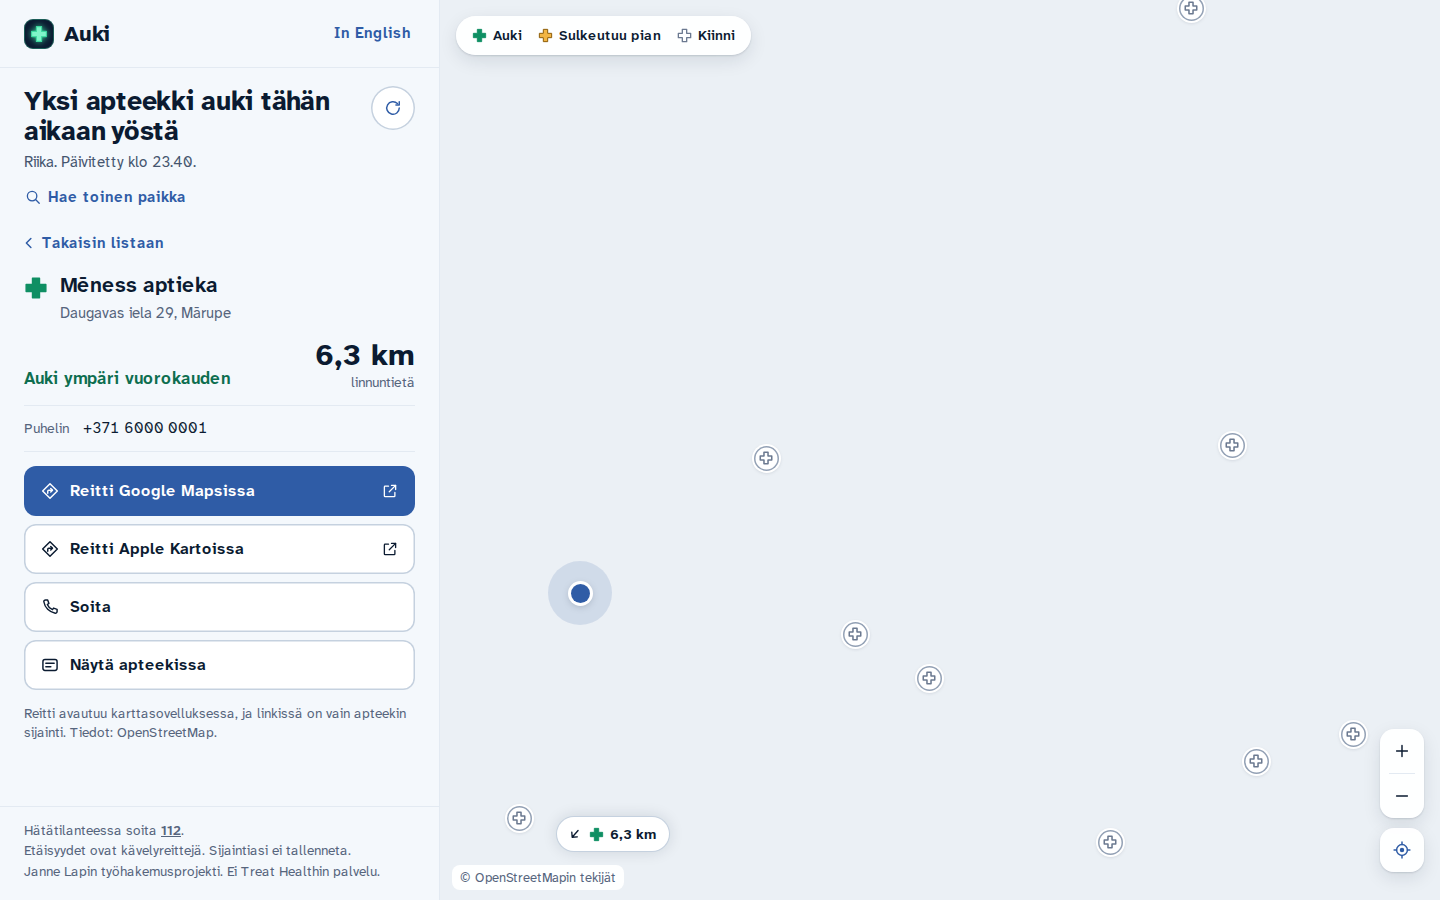 Auki
In English
Yksi apteekki auki tähän
aikaan yöstä
Riika. Päivitetty klo 23.40.
Hae toinen paikka
Takaisin listaan
Mēness aptieka
Daugavas iela 29, Mārupe
6,3 km
Auki ympäri vuorokauden
linnuntietä
Puhelin +371 6000 0001
Reitti Google Mapsissa
Reitti Apple Kartoissa
Soita
Näytä apteekissa
Reitti avautuu karttasovelluksessa, ja linkissä on vain apteekin
sijainti. Tiedot: OpenStreetMap.
Hätätilanteessa soita 112.
Etäisyydet ovat kävelyreittejä. Sijaintiasi ei tallenneta.
Janne Lapin työhakemusprojekti. Ei Treat Healthin palvelu.
Auki Sulkeutuu pian Kiinni
6,3 km
© OpenStreetMapin tekijät
+
−